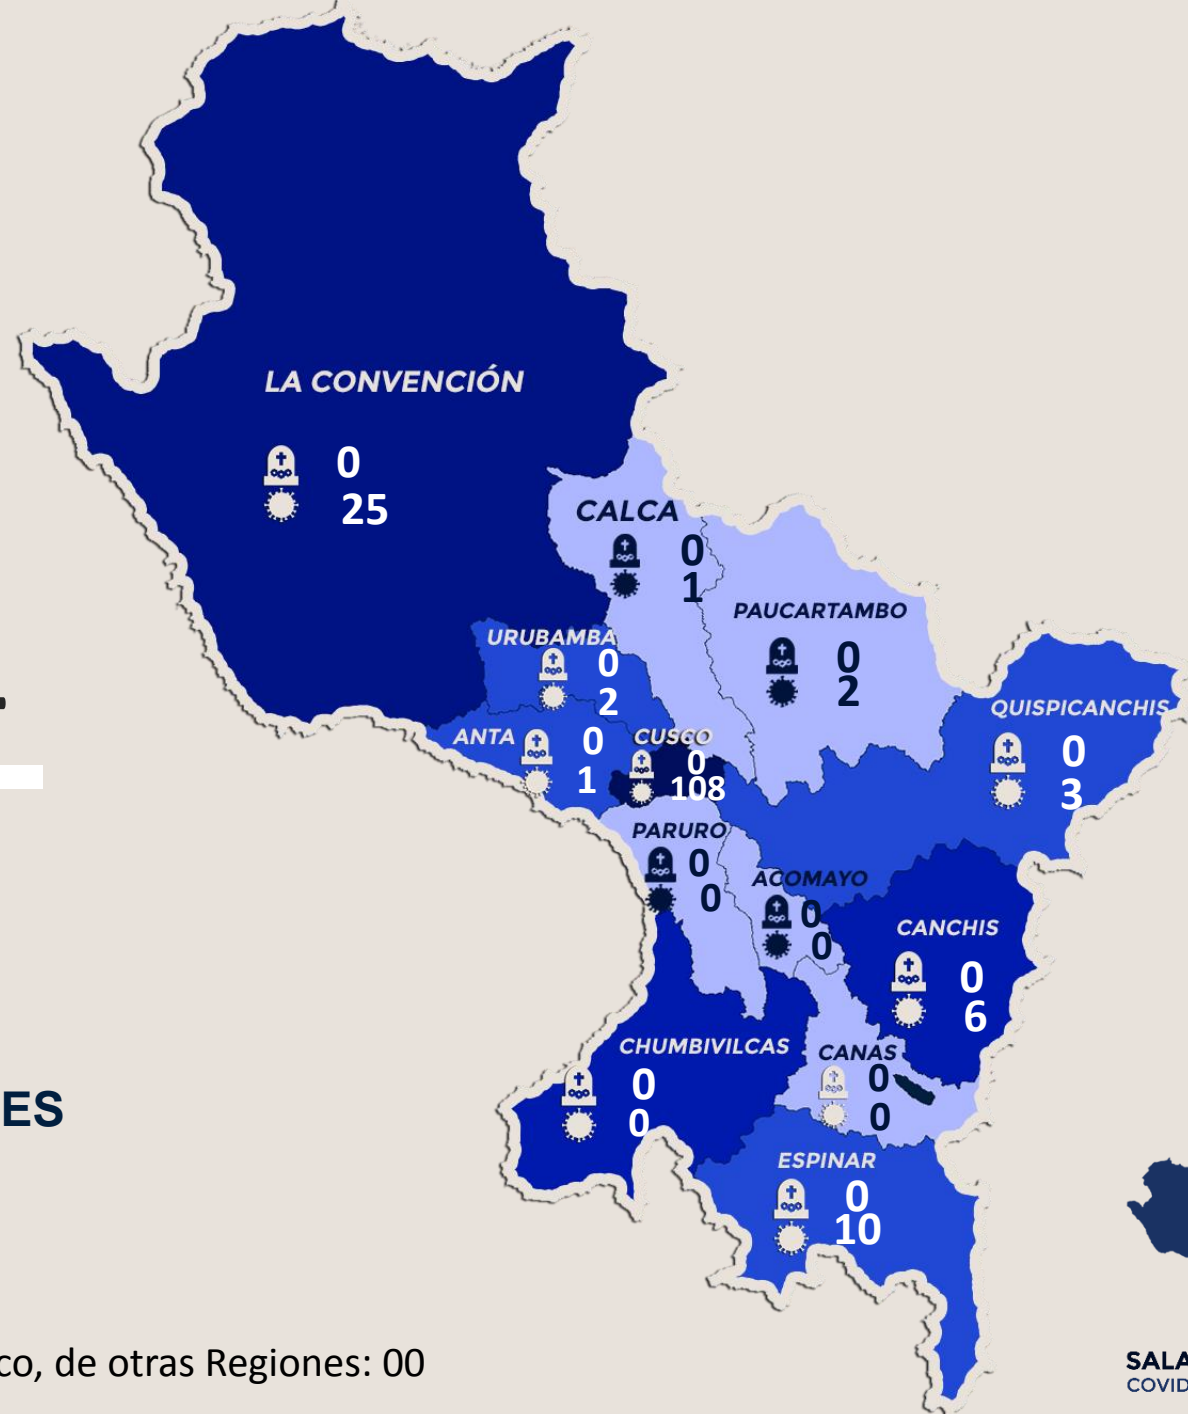 LA CONVENCIÓN
0
25
CALCA
0
1
PAUCARTAMBO
0
2
URUBAMBA
0
2
QUISPICANCHIS
0
3
ANTA
0
1
CUSCO
0
108
PARURO
0
0
ACOMAYO
0
0
CANCHIS
0
6
CHUMBIVILCAS
0
0
CANAS
0
0
ES
ESPINAR
0
10
co, de otras Regiones: 00
SALA
COVID